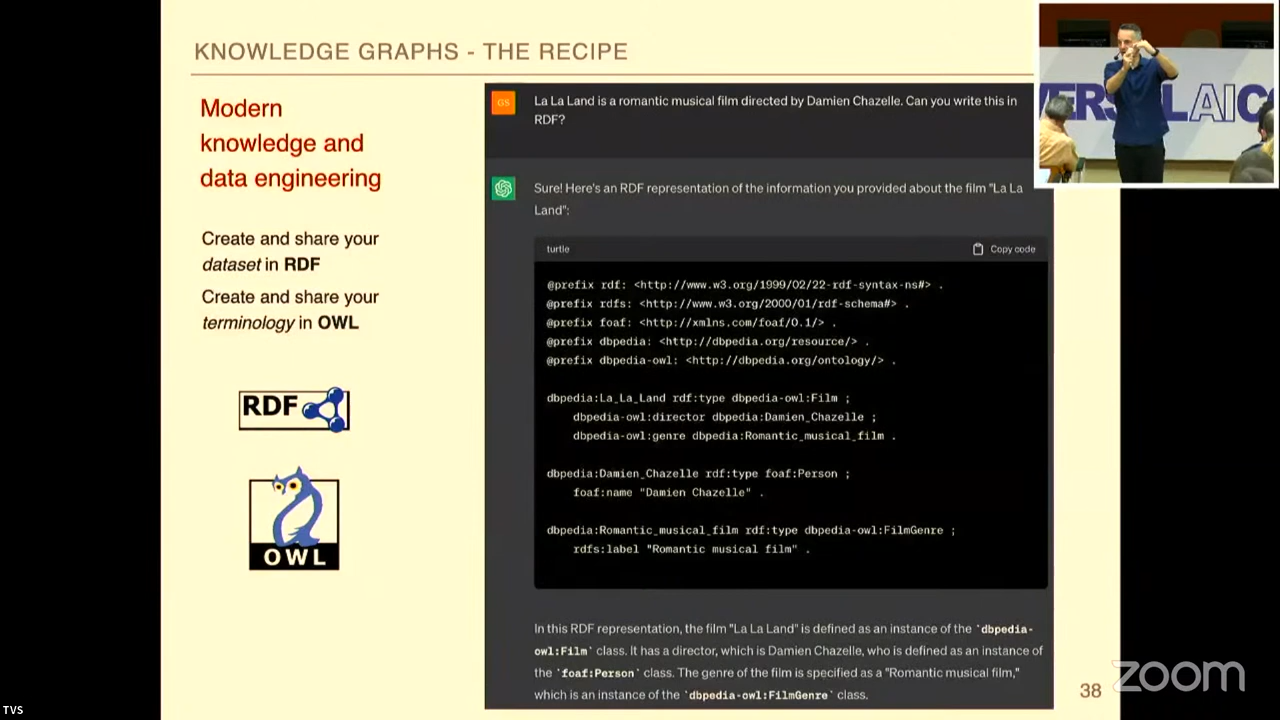 KNOWLEDGE GRAPHS - THE RECIPE
Modern
knowledge and
data engineering
Create and share your
dataset in RDF
Create and share your
terminology in OWL
RDF
OWL
GS
La La Land is a romantic musical film directed by Damien Chazelle. Can you write this in
RDF?
Sure! Here's an RDF representation of the information you provided about the film "La La
Land":
turtle
Copy code
@prefix rdf: <http://www.w3.org/1999/02/22-rdf-syntax-ns#> .
@prefix rdfs: <http://www.w3.org/2000/01/rdf-schema#> .
@prefix foaf: <http://xmlns.com/foaf/0.1/> .
@prefix dbpedia: <http://dbpedia.org/resource/> .
@prefix dbpedia-owl: <http://dbpedia.org/ontology/> .
dbpedia:La_La_Land rdf:type dbpedia-owl:Film ;
dbpedia-owl:director dbpedia:Damien_Chazelle ;
dbpedia-owl:genre dbpedia:Romantic_musical_film .
dbpedia:Damien_Chazelle rdf:type foaf:Person ;
foaf:name "Damien Chazelle" .
dbpedia:Romantic_musical_film rdf:type dbpedia-owl:FilmGenre ;
rdfs:label "Romantic musical film" .
In this RDF representation, the film "La La Land" is defined as an instance of the `dbpedia-
owl:Film` class. It has a director, which is Damien Chazelle, who is defined as an instance of
the `foaf:Person` class. The genre of the film is specified as a "Romantic musical film,"
which is an instance of the `dbpedia-owl:FilmGenre` class.
VERSAL AI CO
38
zoom
TVS